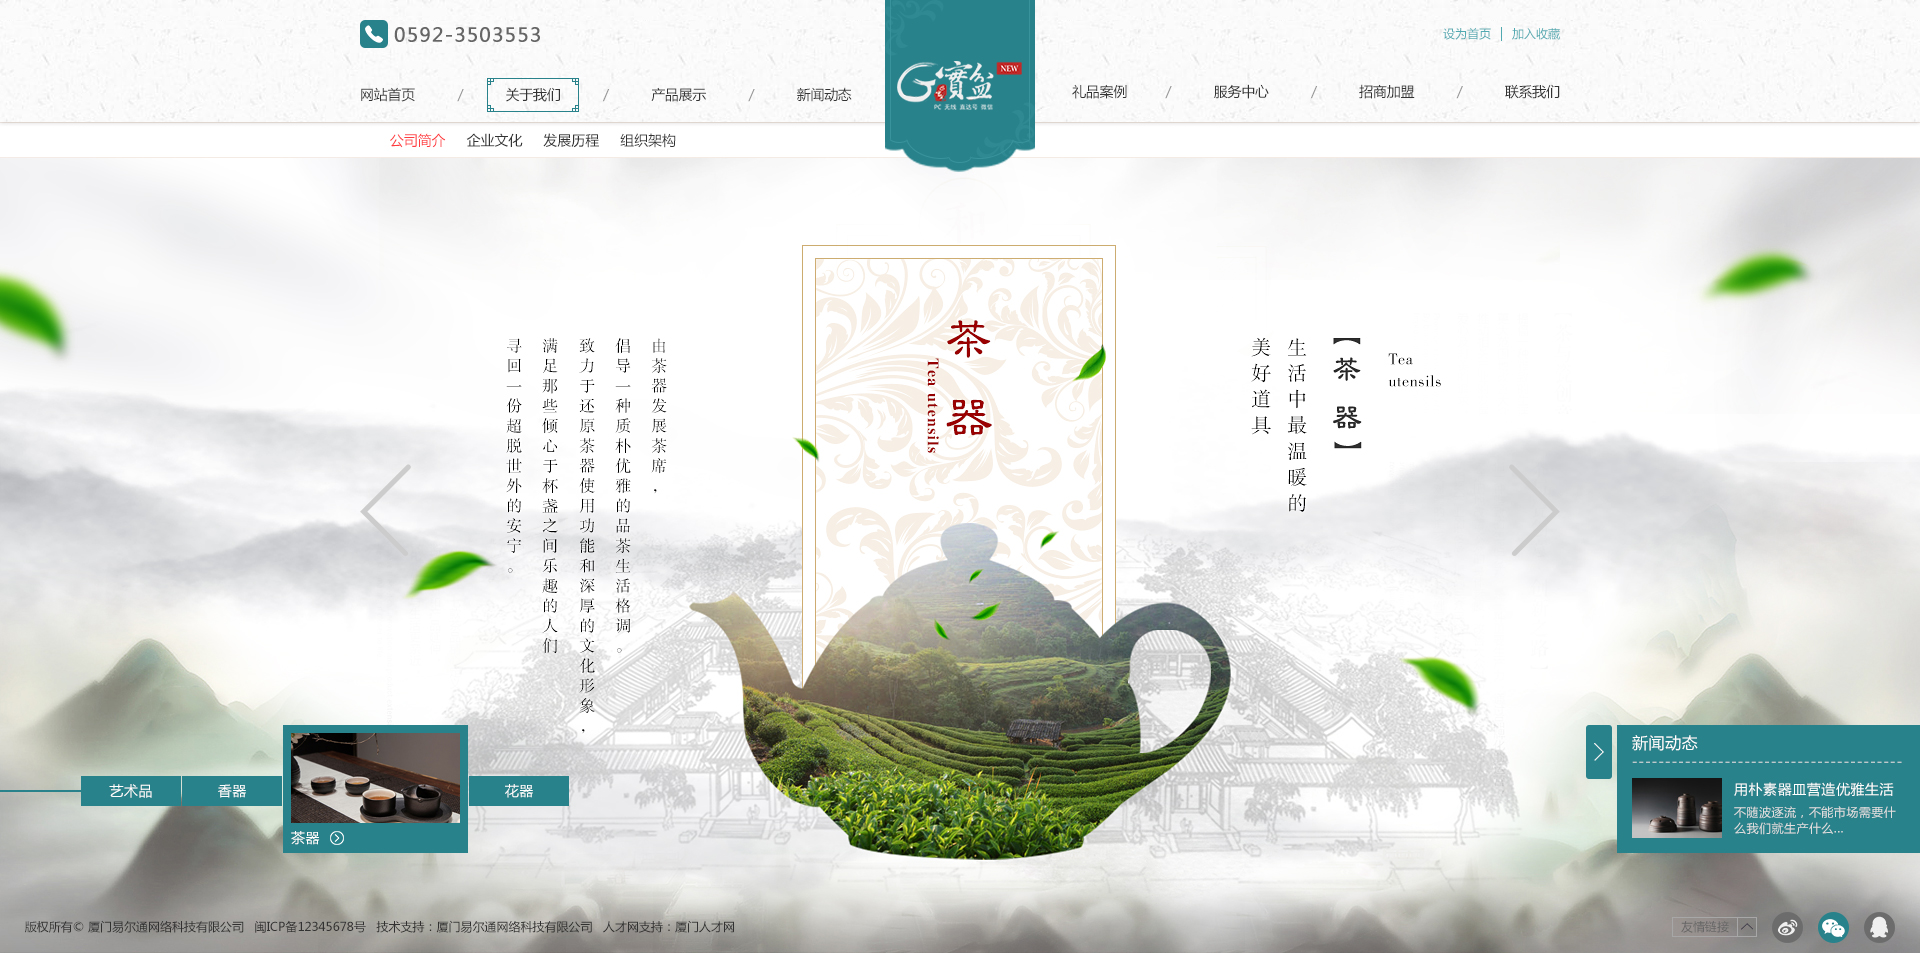 0592-3503553
设为首页 | 加入收藏
网站首页 / 关于我们 / 产品展示 / 新闻动态
G寶盆 NEW
PC 无线 直达号 微信
礼品案例 / 服务中心 / 招商加盟 / 联系我们
公司简介 企业文化 发展历程 组织架构
Tea
utensils
【茶器】
生活中最温暖的
美好道具
茶器
Tea utensils
由茶器发展茶席，
倡导一种质朴优雅的品茶生活格调。
致力于还原茶器使用功能和深厚的文化形象，
满足那些倾心于杯盏之间乐趣的人们
寻回一份超脱世外的安宁。
艺术品
香器
茶器
花器
新闻动态
用朴素器皿营造优雅生活
不随波逐流，不能市场需要什
么我们就生产什么...
版权所有© 厦门易尔通网络科技有限公司 闽ICP备12345678号 技术支持：厦门易尔通网络科技有限公司 人才网支持：厦门人才网
友情链接